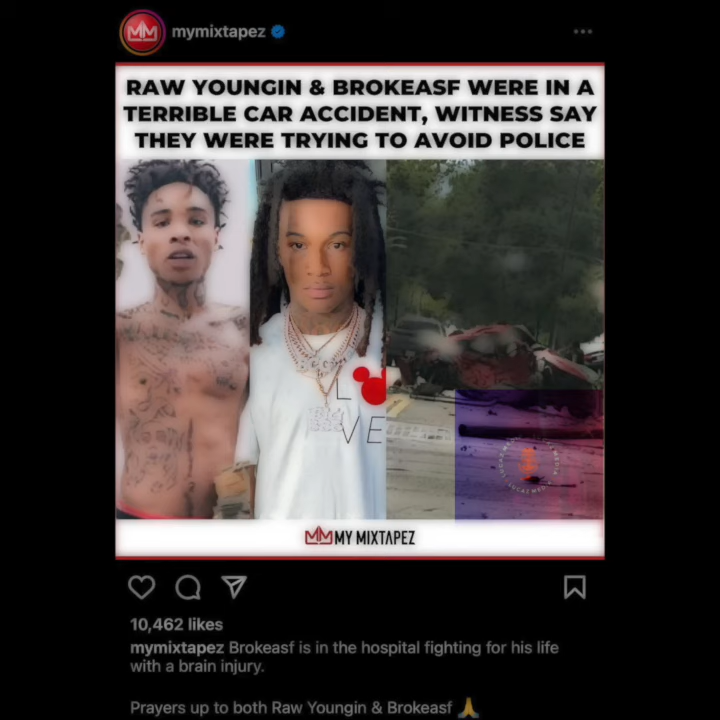 mymixtapez
RAW YOUNGIN & BROKEASF WERE IN A
TERRIBLE CAR ACCIDENT, WITNESS SAY
THEY WERE TRYING TO AVOID POLICE
L
VE
MM MY MIXTAPEZ
10,462 likes
mymixtapez Brokeasf is in the hospital fighting for his life
with a brain injury.
Prayers up to both Raw Youngin & Brokeasf 🙏